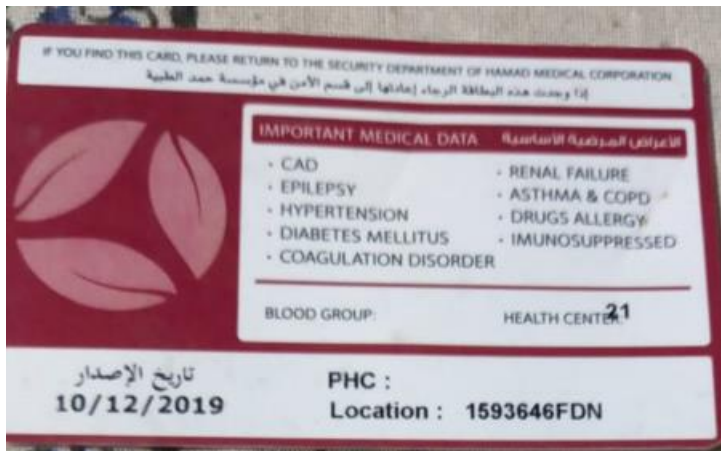 IF YOU FIND THIS CARD, PLEASE RETURN TO THE SECURITY DEPARTMENT OF HAMAD MEDICAL CORPORATION
إذا وجدت هذه البطاقة الرجاء إعادتها إلى قسم الأمن في مؤسسة حمد الطبية
IMPORTANT MEDICAL DATA الأعراض المرضية الأساسية
· CAD
· EPILEPSY
· HYPERTENSION
· DIABETES MELLITUS
· COAGULATION DISORDER
· RENAL FAILURE
· ASTHMA & COPD
· DRUGS ALLERGY
· IMUNOSUPPRESSED
BLOOD GROUP:
HEALTH CENTER: 21
تاريخ الإصدار
10/12/2019
PHC :
Location : 1593646FDN